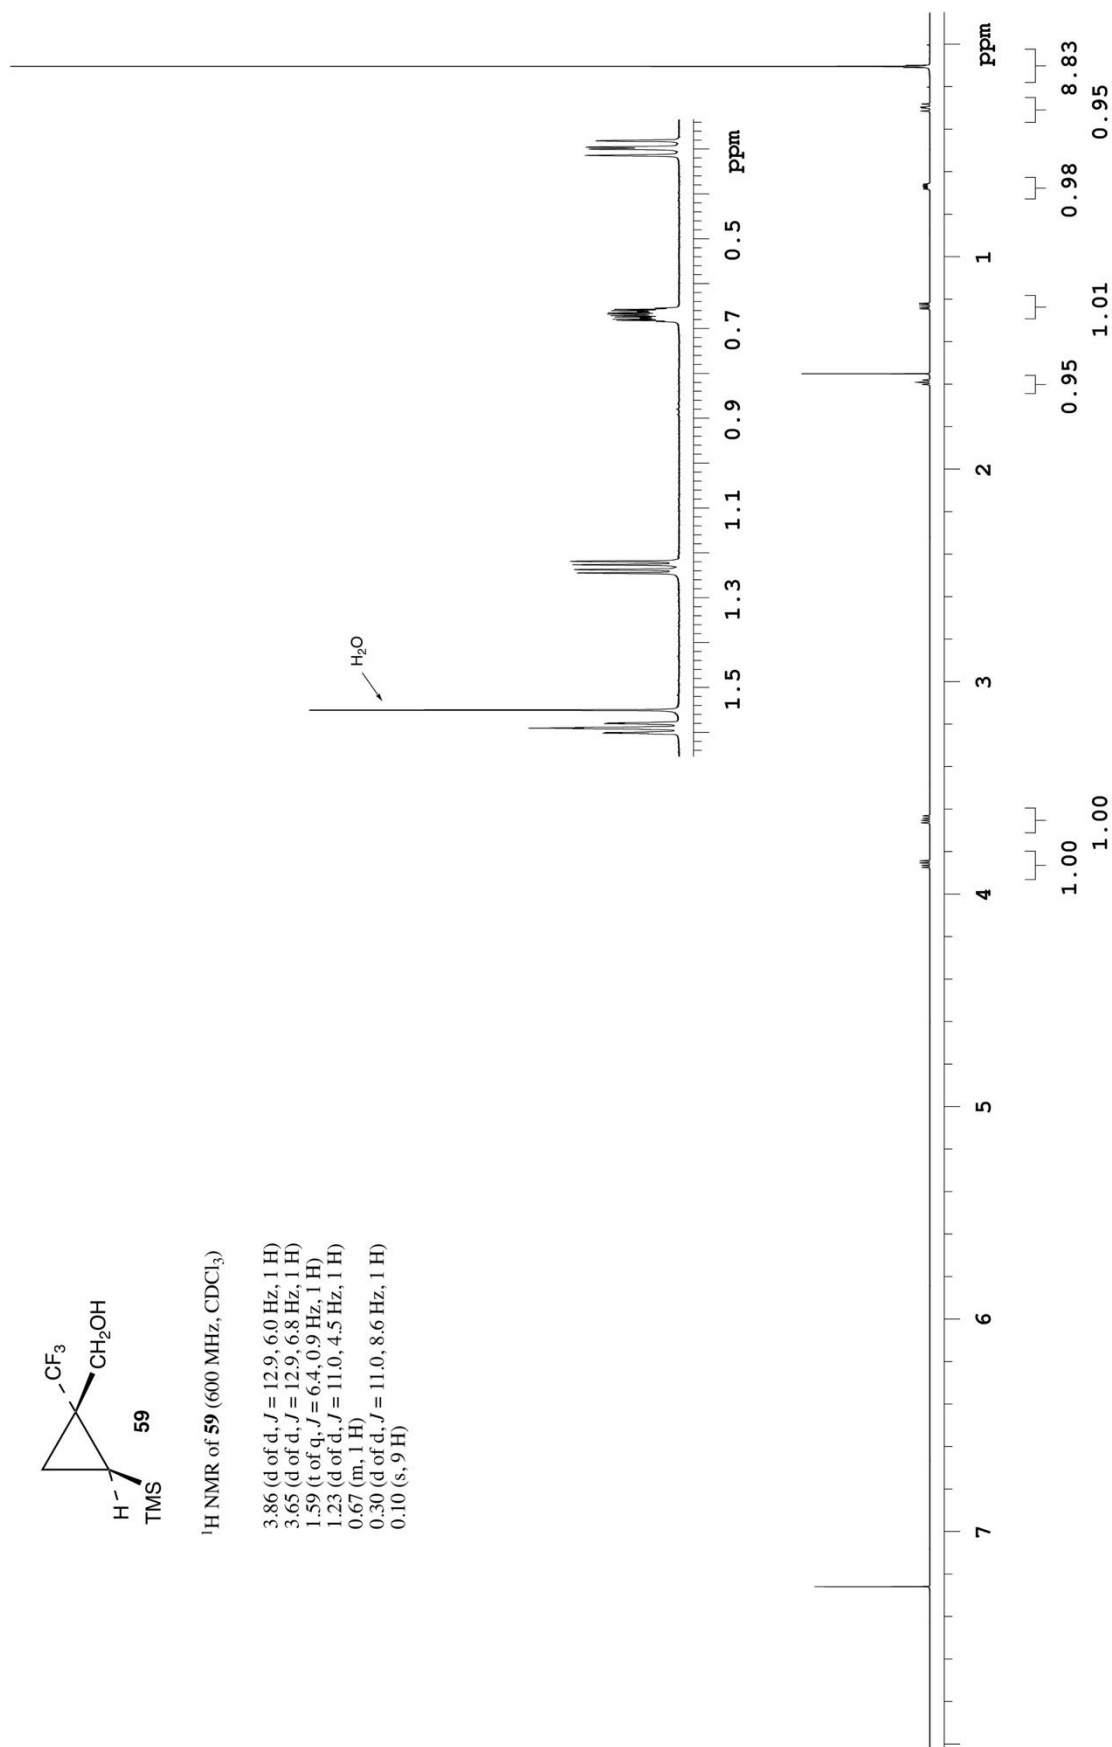 CF₃
CH₂OH
H
TMS
59
¹H NMR of 59 (600 MHz, CDCl₃)
3.86 (d of d, J = 12.9, 6.0 Hz, 1 H)
3.65 (d of d, J = 12.9, 6.8 Hz, 1 H)
1.59 (t of q, J = 6.4, 0.9 Hz, 1 H)
1.23 (d of d, J = 11.0, 4.5 Hz, 1 H)
0.67 (m, 1 H)
0.30 (d of d, J = 11.0, 8.6 Hz, 1 H)
0.10 (s, 9 H)
H₂O
1.5 1.3 1.1 0.9 0.7 0.5 ppm
7 6 5 4 3 2 1 ppm
1.00 0.95 0.98 8.83
1.00 1.01 0.95